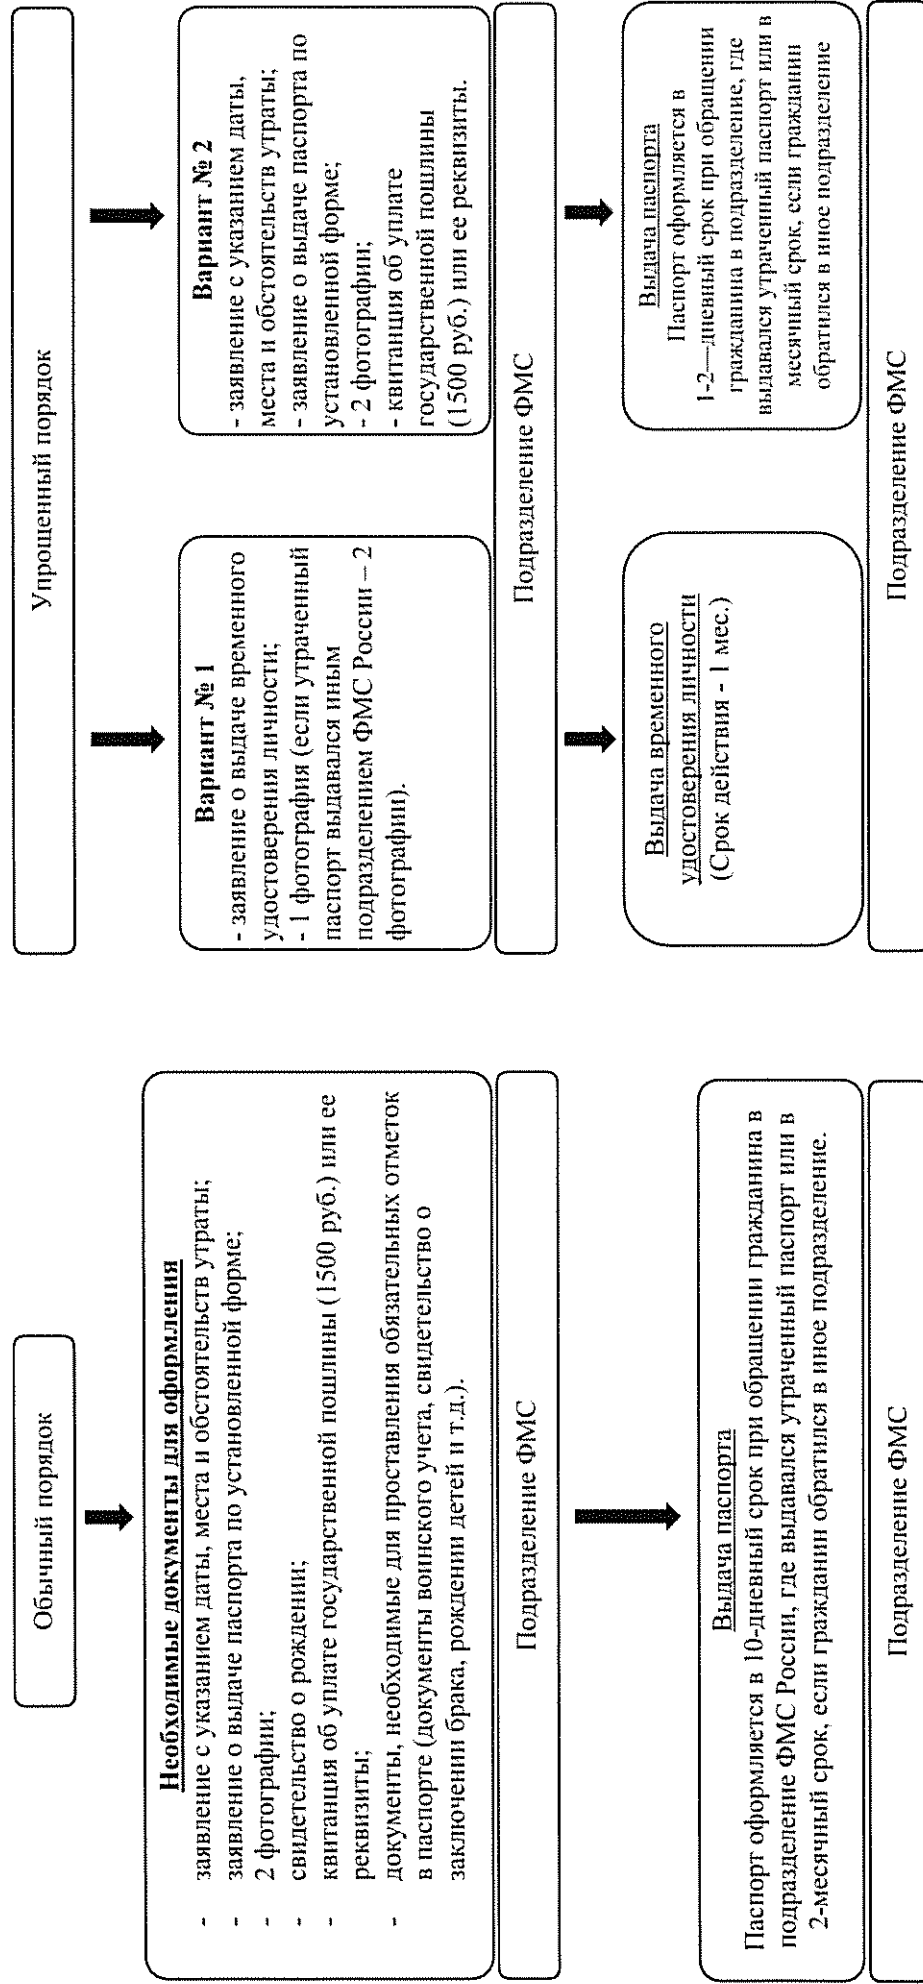 Обычный порядок
Необходимые документы для оформления
- заявление с указанием даты, места и обстоятельств утраты;
- заявление о выдаче паспорта по установленной форме;
- 2 фотографии;
- свидетельство о рождении;
- квитанция об уплате государственной пошлины (1500 руб.) или ее
реквизиты;
- документы, необходимые для проставления обязательных отметок
в паспорте (документы воинского учета, свидетельство о
заключении брака, рождении детей и т.д.).
Подразделение ФМС
Выдача паспорта
Паспорт оформляется в 10-дневный срок при обращении гражданина в
подразделение ФМС России, где выдавался утраченный паспорт или в
2-месячный срок, если гражданин обратился в иное подразделение.
Подразделение ФМС
Упрощенный порядок
Вариант № 1
- заявление о выдаче временного
удостоверения личности;
- 1 фотография (если утраченный
паспорт выдавался иным
подразделением ФМС России – 2
фотографии).
Вариант № 2
- заявление с указанием даты,
места и обстоятельств утраты;
- заявление о выдаче паспорта по
установленной форме;
- 2 фотографии;
- квитанция об уплате
государственной пошлины
(1500 руб.) или ее реквизиты.
Подразделение ФМС
Выдача временного
удостоверения личности
(Срок действия - 1 мес.)
Выдача паспорта
Паспорт оформляется в
1-2—дневный срок при обращении
гражданина в подразделение, где
выдавался утраченный паспорт или в
месячный срок, если гражданин
обратился в иное подразделение
Подразделение ФМС